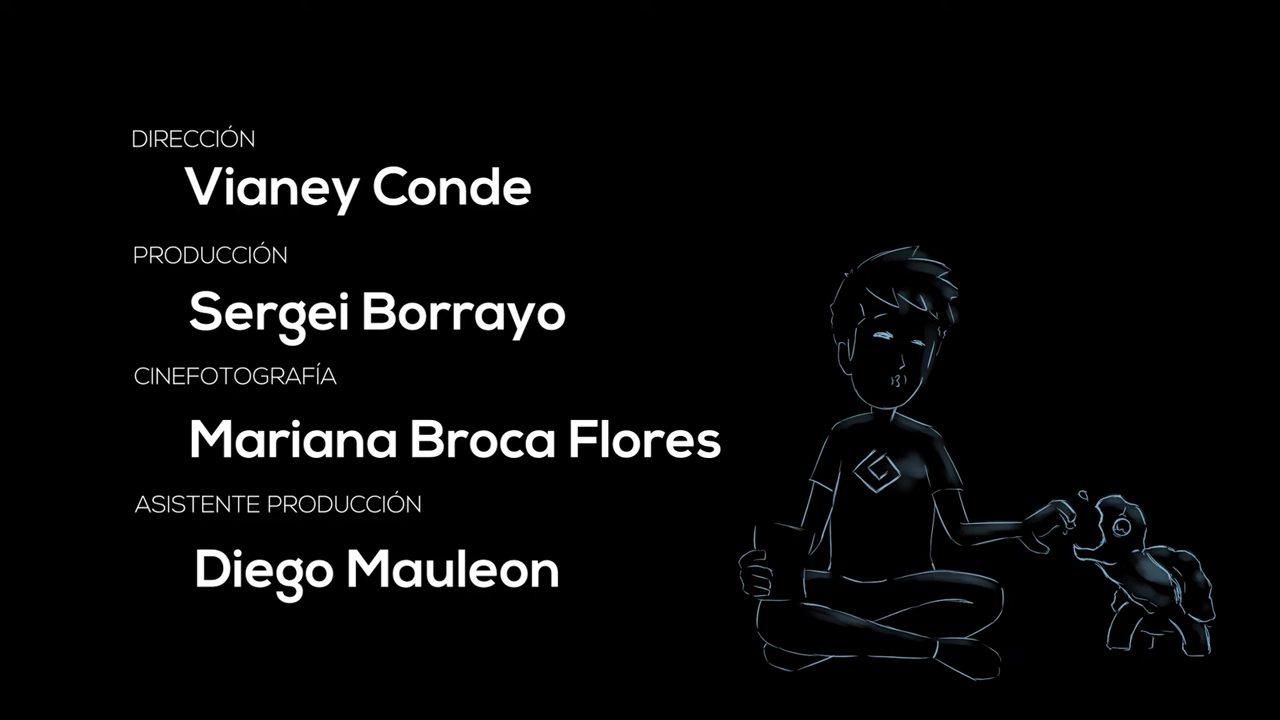 DIRECCIÓN
Vianey Conde
PRODUCCIÓN
Sergei Borrayo
CINEFOTOGRAFÍA
Mariana Broca Flores
ASISTENTE PRODUCCIÓN
Diego Mauleon